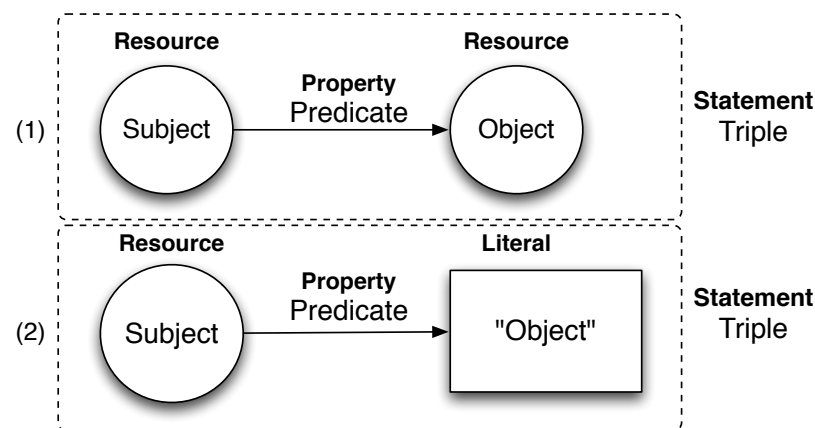 Resource
Resource
Property
Predicate
(1)
Subject
Object
Statement
Triple
Resource
Literal
Property
Predicate
(2)
Subject
"Object"
Statement
Triple